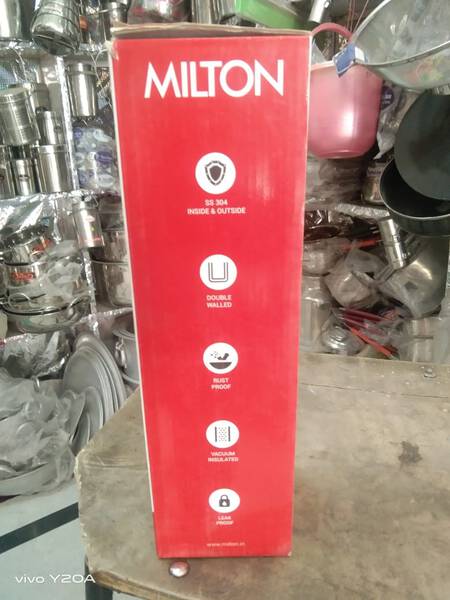 MILTON
SS 304
INSIDE & OUTSIDE
DOUBLE
WALLED
RUST
PROOF
VACUUM
INSULATED
LEAK
PROOF
www.milton.in
vivo Y20A